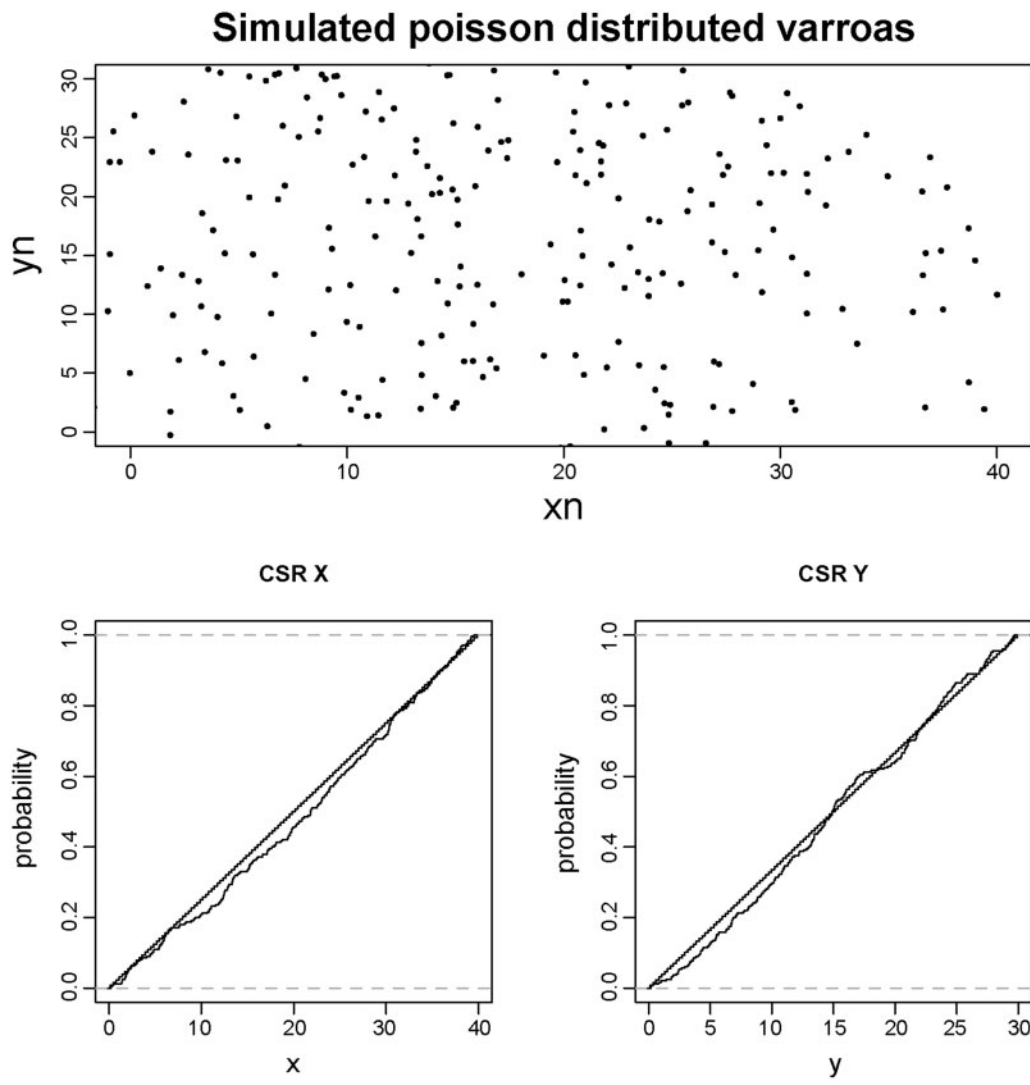 Simulated poisson distributed varroas
yn
0 5 10 15 20 25 30
0 10 20 30 40
xn
CSR X
probability
0.0 0.2 0.4 0.6 0.8 1.0
0 10 20 30 40
x
CSR Y
probability
0.0 0.2 0.4 0.6 0.8 1.0
0 5 10 15 20 25 30
y